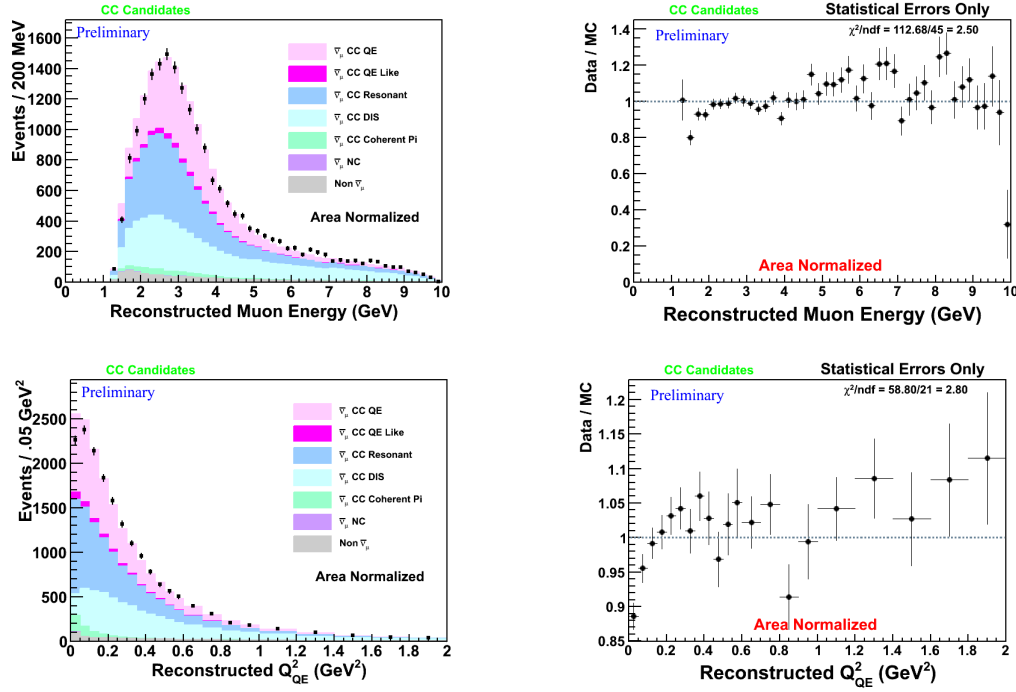 CC Candidates
Preliminary
Events / 200 MeV
1600
1400
1200
1000
800
600
400
200
0
ν̄μ CC QE
ν̄μ CC QE Like
ν̄μ CC Resonant
ν̄μ CC DIS
ν̄μ CC Coherent Pi
ν̄μ NC
Non ν̄μ
Area Normalized
0 1 2 3 4 5 6 7 8 9 10
Reconstructed Muon Energy (GeV)
CC Candidates
Statistical Errors Only
Preliminary
χ²/ndf = 112.68/45 = 2.50
Data / MC
1.4
1.2
1
0.8
0.6
0.4
0.2
0
Area Normalized
0 1 2 3 4 5 6 7 8 9 10
Reconstructed Muon Energy (GeV)
CC Candidates
Preliminary
Events / .05 GeV²
2500
2000
1500
1000
500
0
ν̄μ CC QE
ν̄μ CC QE Like
ν̄μ CC Resonant
ν̄μ CC DIS
ν̄μ CC Coherent Pi
ν̄μ NC
Non ν̄μ
Area Normalized
0 0.2 0.4 0.6 0.8 1 1.2 1.4 1.6 1.8 2
Reconstructed Q²QE (GeV²)
CC Candidates
Statistical Errors Only
Preliminary
χ²/ndf = 58.80/21 = 2.80
Data / MC
1.2
1.15
1.1
1.05
1
0.95
0.9
0.85
Area Normalized
0 0.2 0.4 0.6 0.8 1 1.2 1.4 1.6 1.8 2
Reconstructed Q²QE (GeV²)